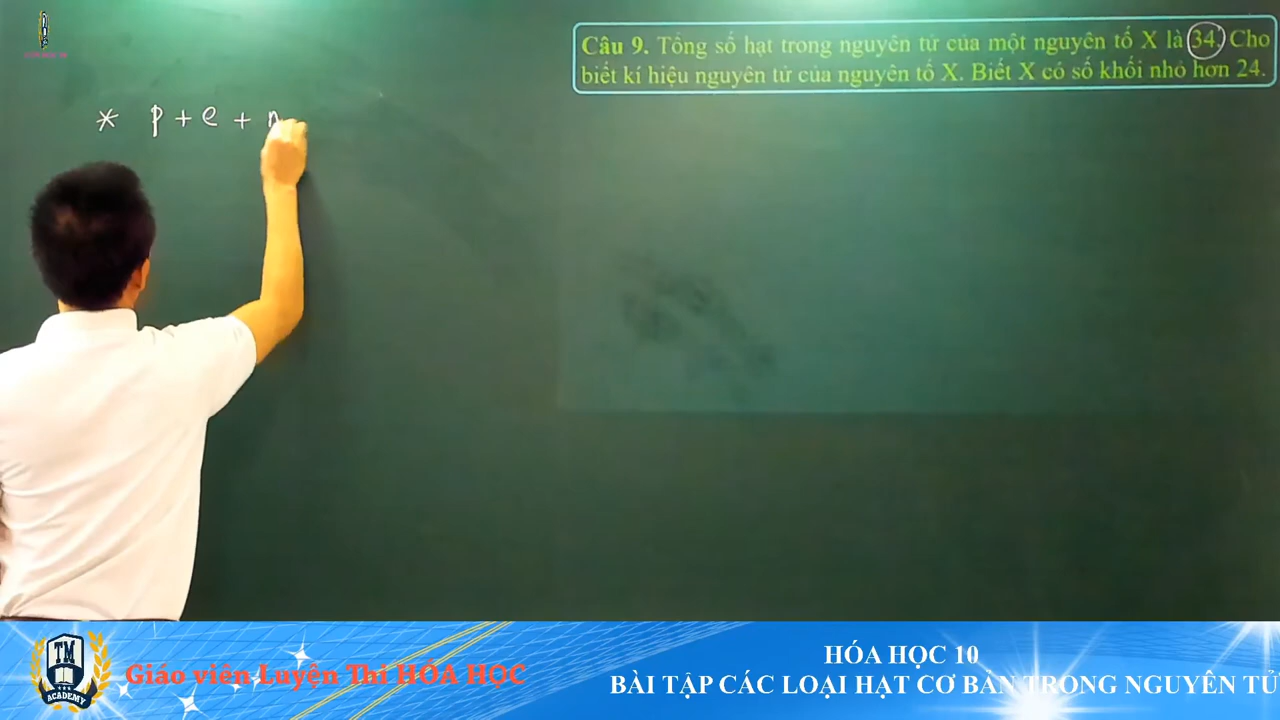 Câu 9. Tổng số hạt trong nguyên tử của một nguyên tố X là 34. Cho
biết kí hiệu nguyên tử của nguyên tố X. Biết X có số khối nhỏ hơn 24.
* p + e + n
TM
ACADEMY
Giáo viên Luyện Thi HÓA HỌC
HÓA HỌC 10
BÀI TẬP CÁC LOẠI HẠT CƠ BẢN TRONG NGUYÊN TỬ